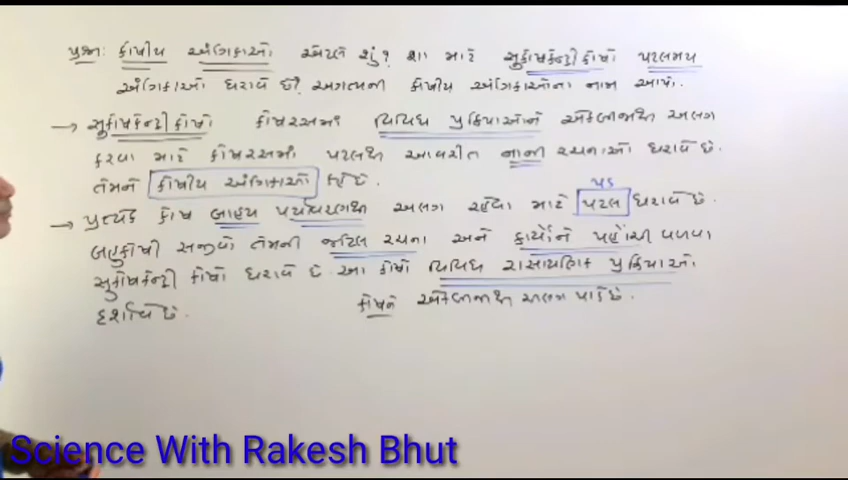 પ્રશ્ન: કોષીય અંગિકાઓ એટલે શું? શા માટે સુકોષકેન્દ્રી કોષો પટલમય
અંગિકાઓ ધરાવે છે? અગત્યની કોષીય અંગિકાઓના નામ આપો.
→ સુકોષકેન્દ્રી કોષો કોષરસમાં વિવિધ પ્રક્રિયાઓને એકબીજાથી અલગ
કરવા માટે કોષરસમાં પટલથી આવરીત નાની રચનાઓ ધરાવે છે.
તેમને કોષીય અંગિકાઓ કહે છે.
પડ
→ પ્રત્યેક કોષ બાહ્ય પર્યાવરણથી અલગ રહેવા માટે પટલ ધરાવે છે.
બહુકોષી સજીવો તેમની જટિલ રચના અને કાર્યોને પહોંચી વળવા
સુકોષકેન્દ્રી કોષો ધરાવે છે. આ કોષો વિવિધ રાસાયણિક પ્રક્રિયાઓ
દર્શાવે છે. કોષને એકબીજાથી અલગ પાડે છે.
Science With Rakesh Bhut